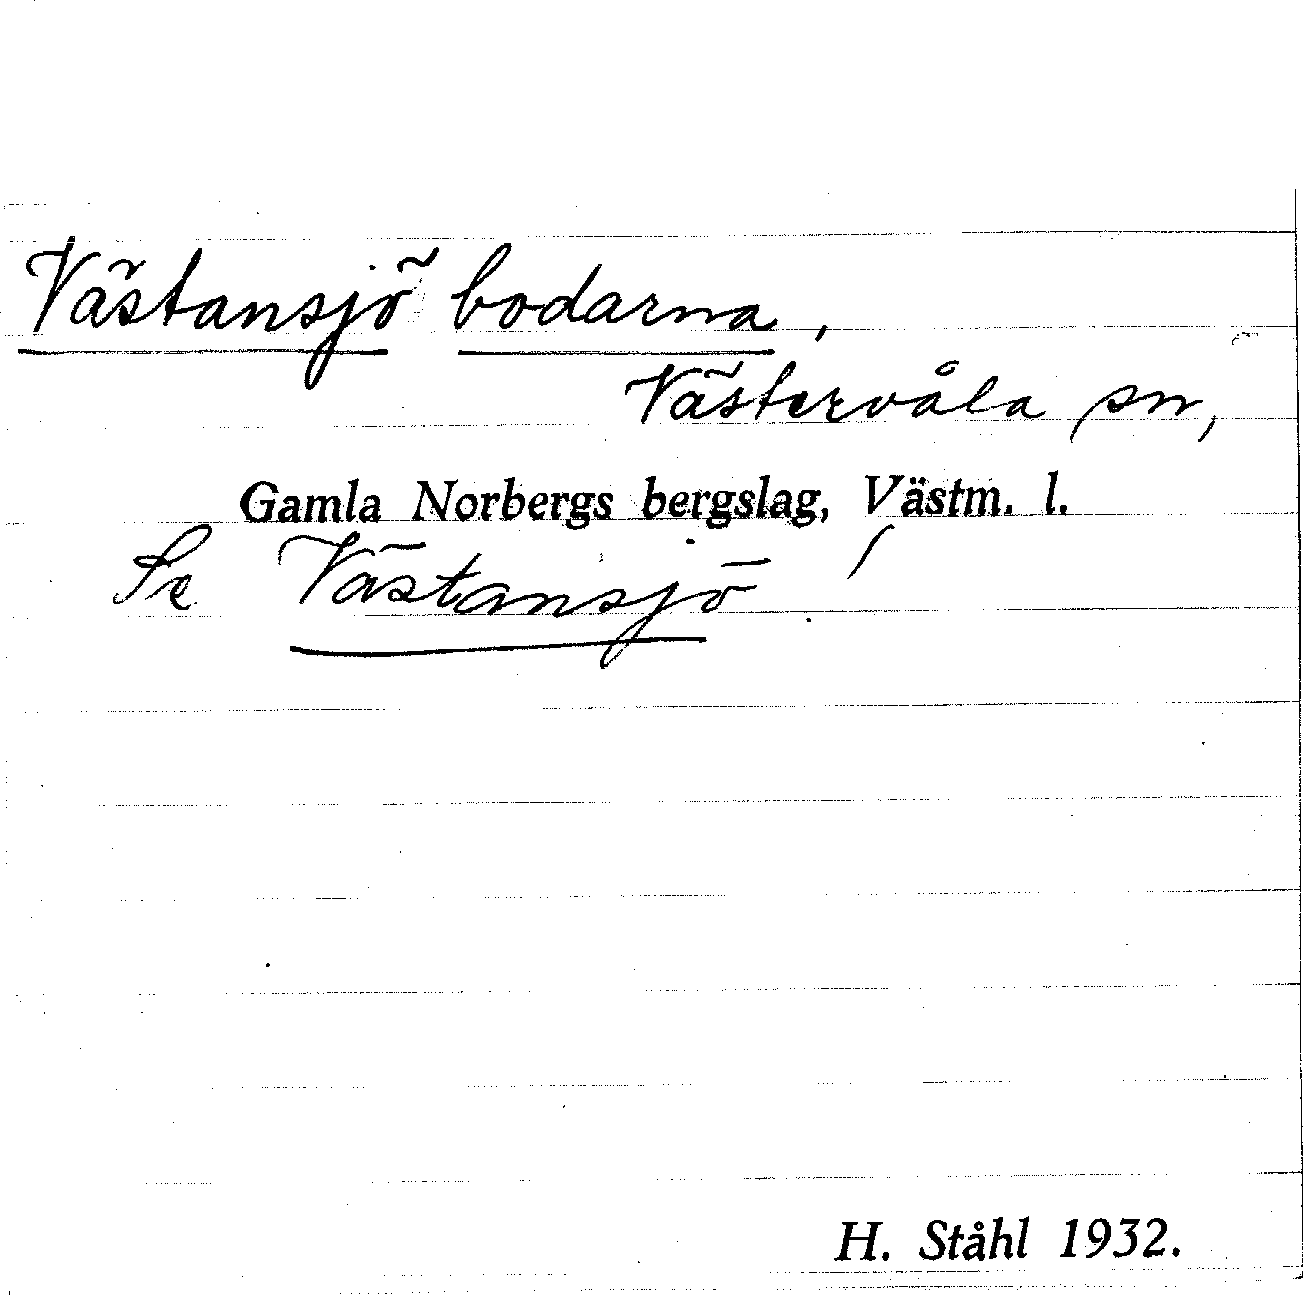 Västansjö bodarna,
Västervåla sn,
Gamla Norbergs bergslag, Västm. l.
Se Västansjö!
H. Ståhl 1932.